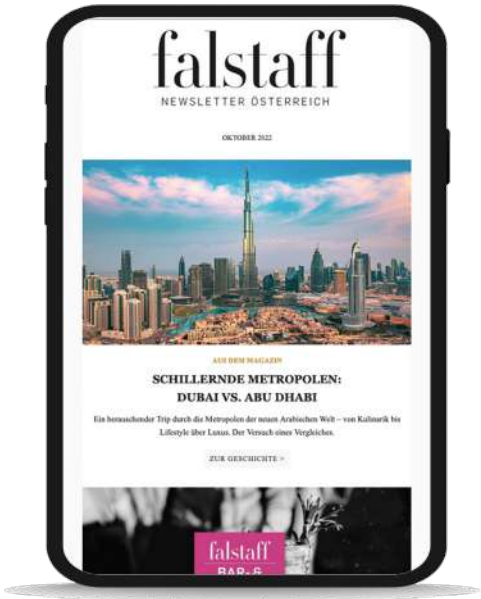 falstaff
NEWSLETTER ÖSTERREICH
OKTOBER 2022
AUS DEM MAGAZIN
SCHILLERNDE METROPOLEN:
DUBAI VS. ABU DHABI
Ein berauschender Trip durch die Metropolen der neuen Arabischen Welt – von Kulinarik bis
Lifestyle über Luxus. Der Versuch eines Vergleiches.
ZUR GESCHICHTE >
falstaff
BAR- &